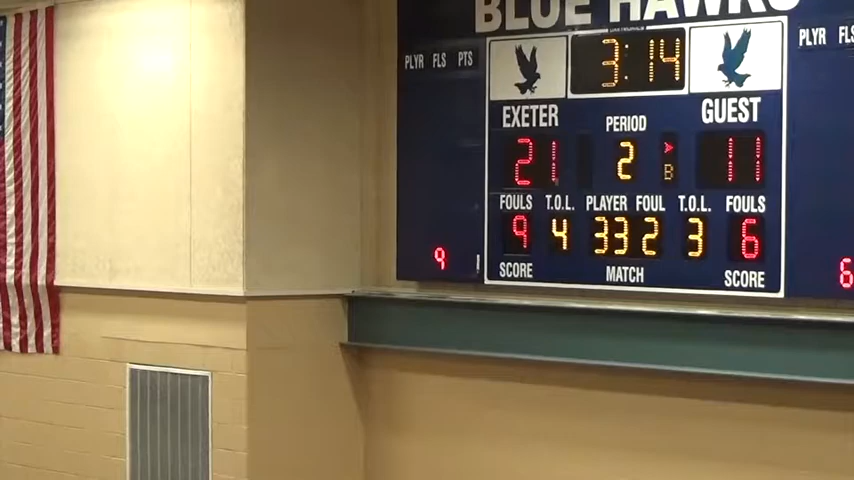 BLUE HAWKS
PLYR FLS PTS
3:14
PLYR FLS
EXETER
PERIOD
GUEST
21
2
B
11
FOULS T.O.L. PLAYER FOUL T.O.L. FOULS
9 4 33 2 3 6
9
6
SCORE MATCH SCORE